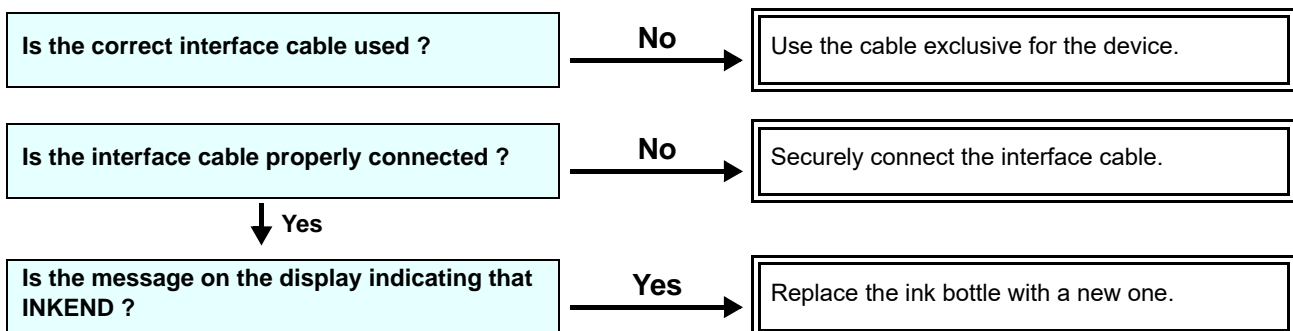 Is the correct interface cable used ?
No
Use the cable exclusive for the device.
Is the interface cable properly connected ?
No
Securely connect the interface cable.
Yes
Is the message on the display indicating that
INKEND ?
Yes
Replace the ink bottle with a new one.